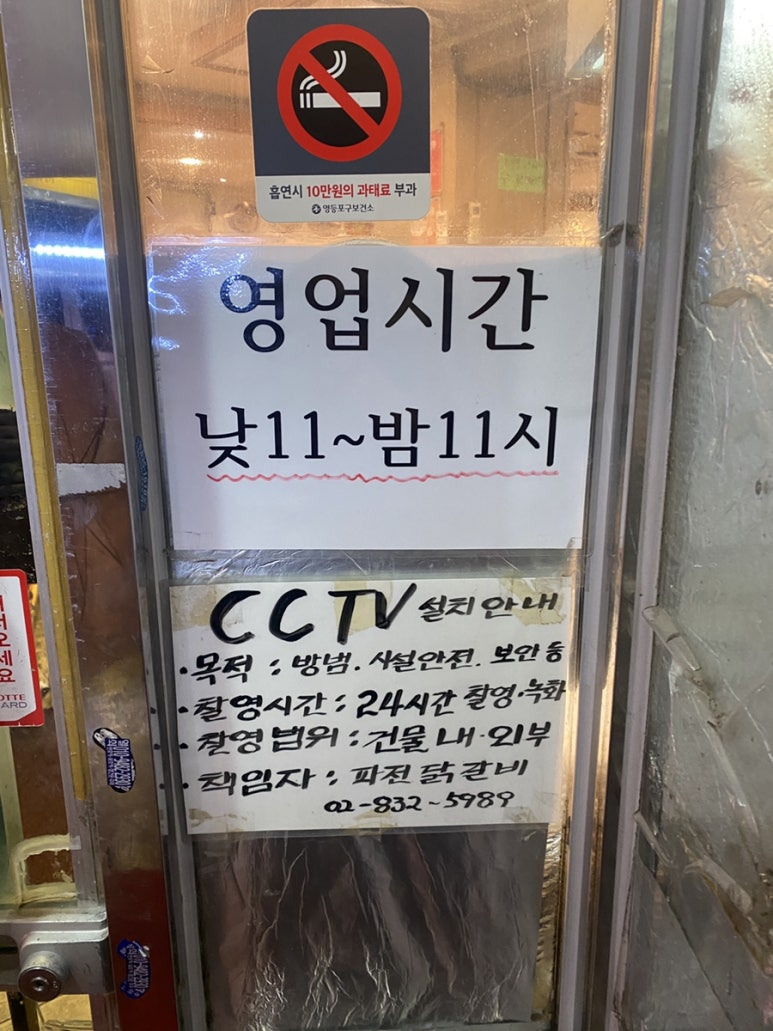 흡연시 10만원의 과태료 부과
영등포구보건소
영업시간
낮11~밤11시
CCTV 설치안내
·목적 : 방범. 시설안전. 보안 등
·촬영시간 : 24시간 촬영·녹화
·촬영범위 : 건물 내·외부
·책임자 : 파전닭갈비
02-832~5989